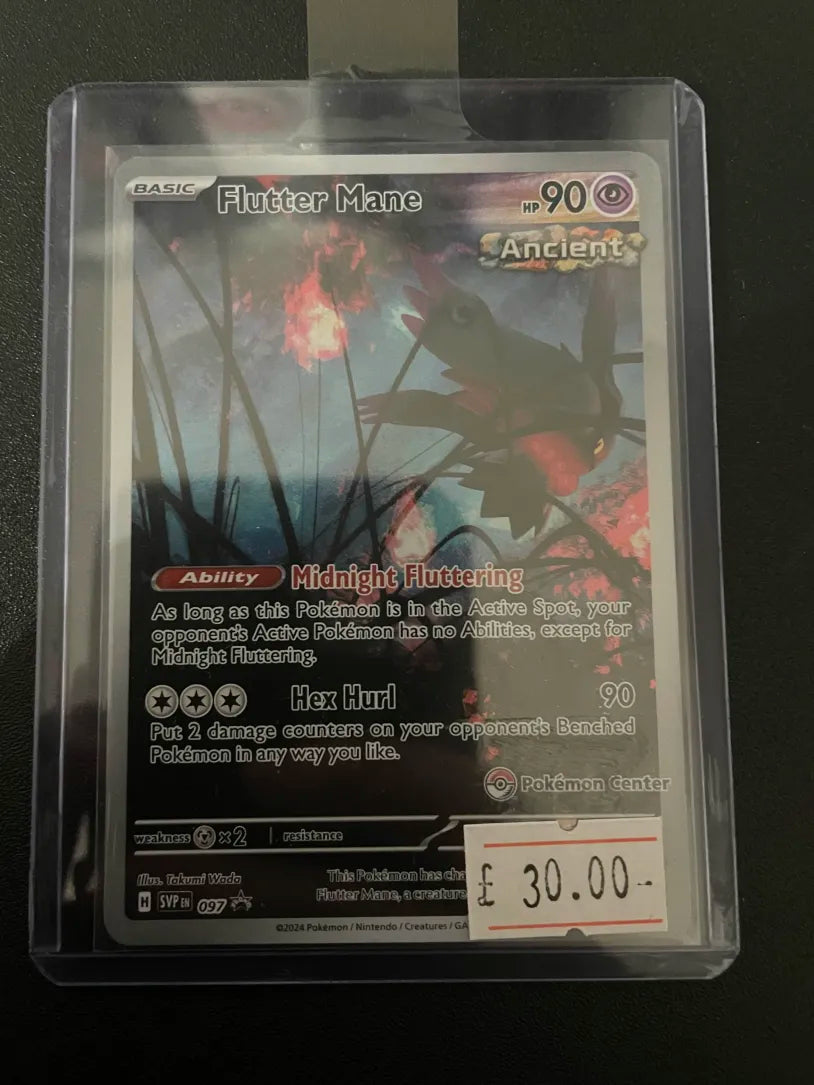 BASIC Flutter Mane HP 90
Ancient
Ability Midnight Fluttering
As long as this Pokémon is in the Active Spot, your
opponent's Active Pokémon has no Abilities, except for
Midnight Fluttering.
Hex Hurl 90
Put 2 damage counters on your opponent's Benched
Pokémon in any way you like.
Pokémon Center
weakness ×2 resistance
Illus. Takumi Wada
This Pokémon has
Flutter Mane, a creature
H SVP EN 097
©2024 Pokémon / Nintendo / Creatures /
£ 30.00-